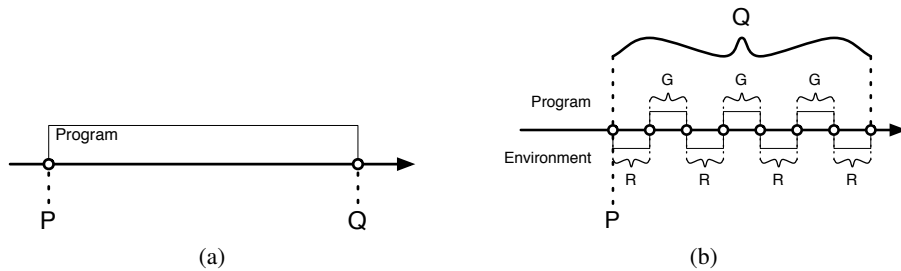 Program
P
Q
(a)
Q
G G G
Program
Environment
R R R R
P
(b)